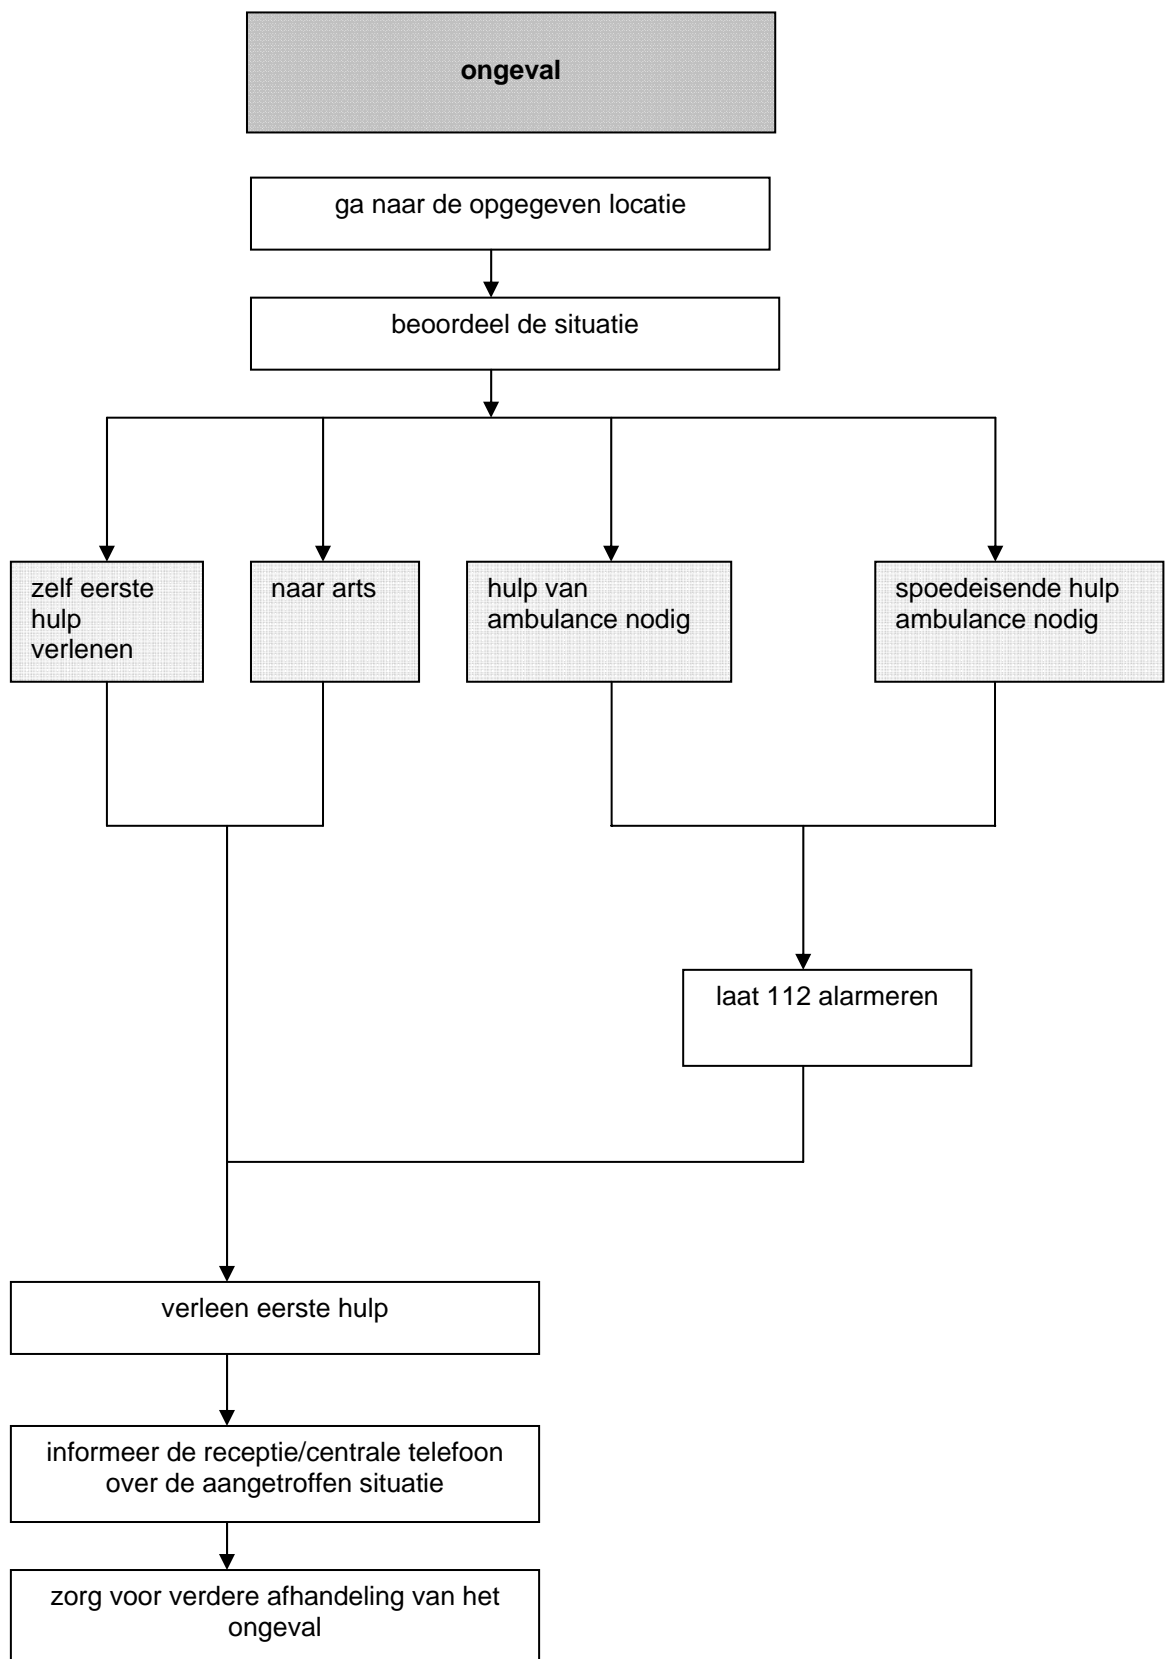 ongeval
ga naar de opgegeven locatie
beoordeel de situatie
zelf eerste
hulp
verlenen
naar arts
hulp van
ambulance nodig
spoedeisende hulp
ambulance nodig
laat 112 alarmeren
verleen eerste hulp
informeer de receptie/centrale telefoon
over de aangetroffen situatie
zorg voor verdere afhandeling van het
ongeval